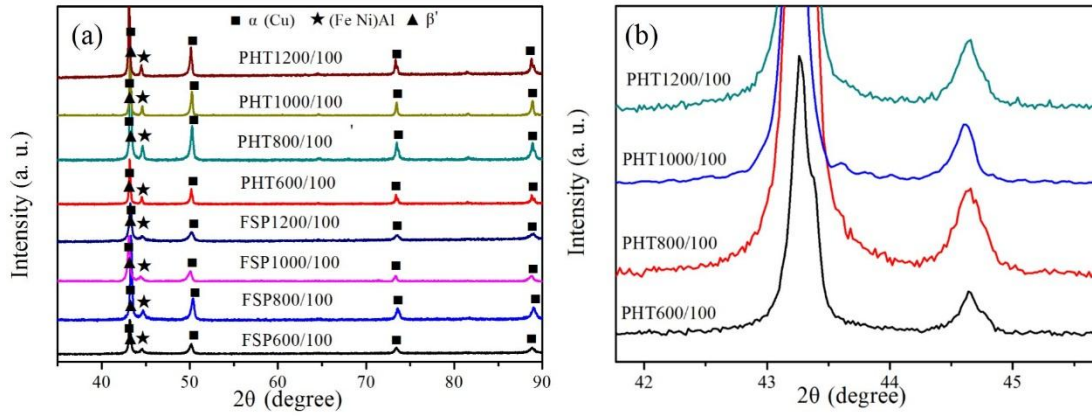 (a)
■ α (Cu) ★ (Fe Ni)Al ▲ β'
PHT1200/100
PHT1000/100
PHT800/100
'
PHT600/100
FSP1200/100
FSP1000/100
FSP800/100
FSP600/100
Intensity (a. u.)
40 50 60 70 80 90
2θ (degree)
(b)
PHT1200/100
PHT1000/100
PHT800/100
PHT600/100
Intensity (a. u.)
42 43 44 45
2θ (degree)